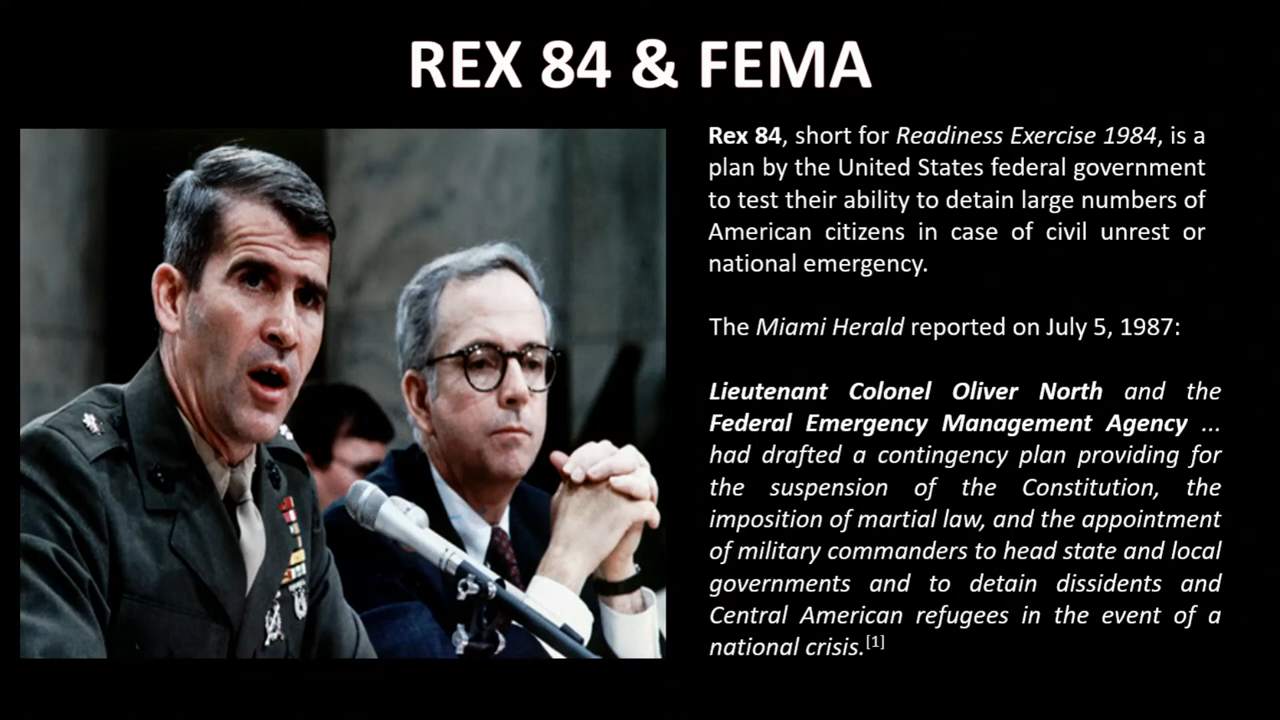 REX 84 & FEMA
Rex 84, short for Readiness Exercise 1984, is a
plan by the United States federal government
to test their ability to detain large numbers of
American citizens in case of civil unrest or
national emergency.
The Miami Herald reported on July 5, 1987:
Lieutenant Colonel Oliver North and the
Federal Emergency Management Agency ...
had drafted a contingency plan providing for
the suspension of the Constitution, the
imposition of martial law, and the appointment
of military commanders to head state and local
governments and to detain dissidents and
Central American refugees in the event of a
national crisis.[1]